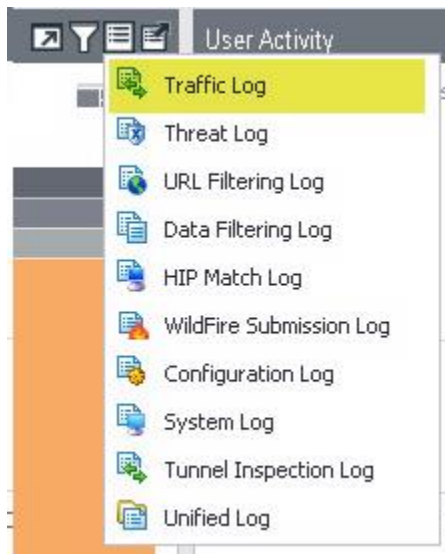 User Activity
Traffic Log
Threat Log
URL Filtering Log
Data Filtering Log
HIP Match Log
WildFire Submission Log
Configuration Log
System Log
Tunnel Inspection Log
Unified Log